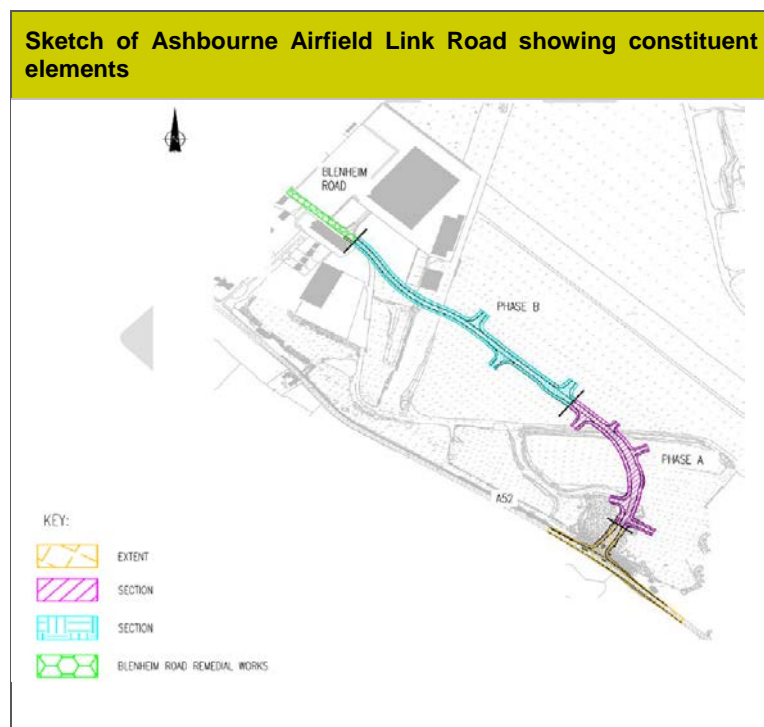 Sketch of Ashbourne Airfield Link Road showing constituent
elements
BLENHEIM
ROAD
PHASE B
PHASE A
A52
KEY:
EXTENT
SECTION
SECTION
BLENHEIM ROAD REMEDIAL WORKS